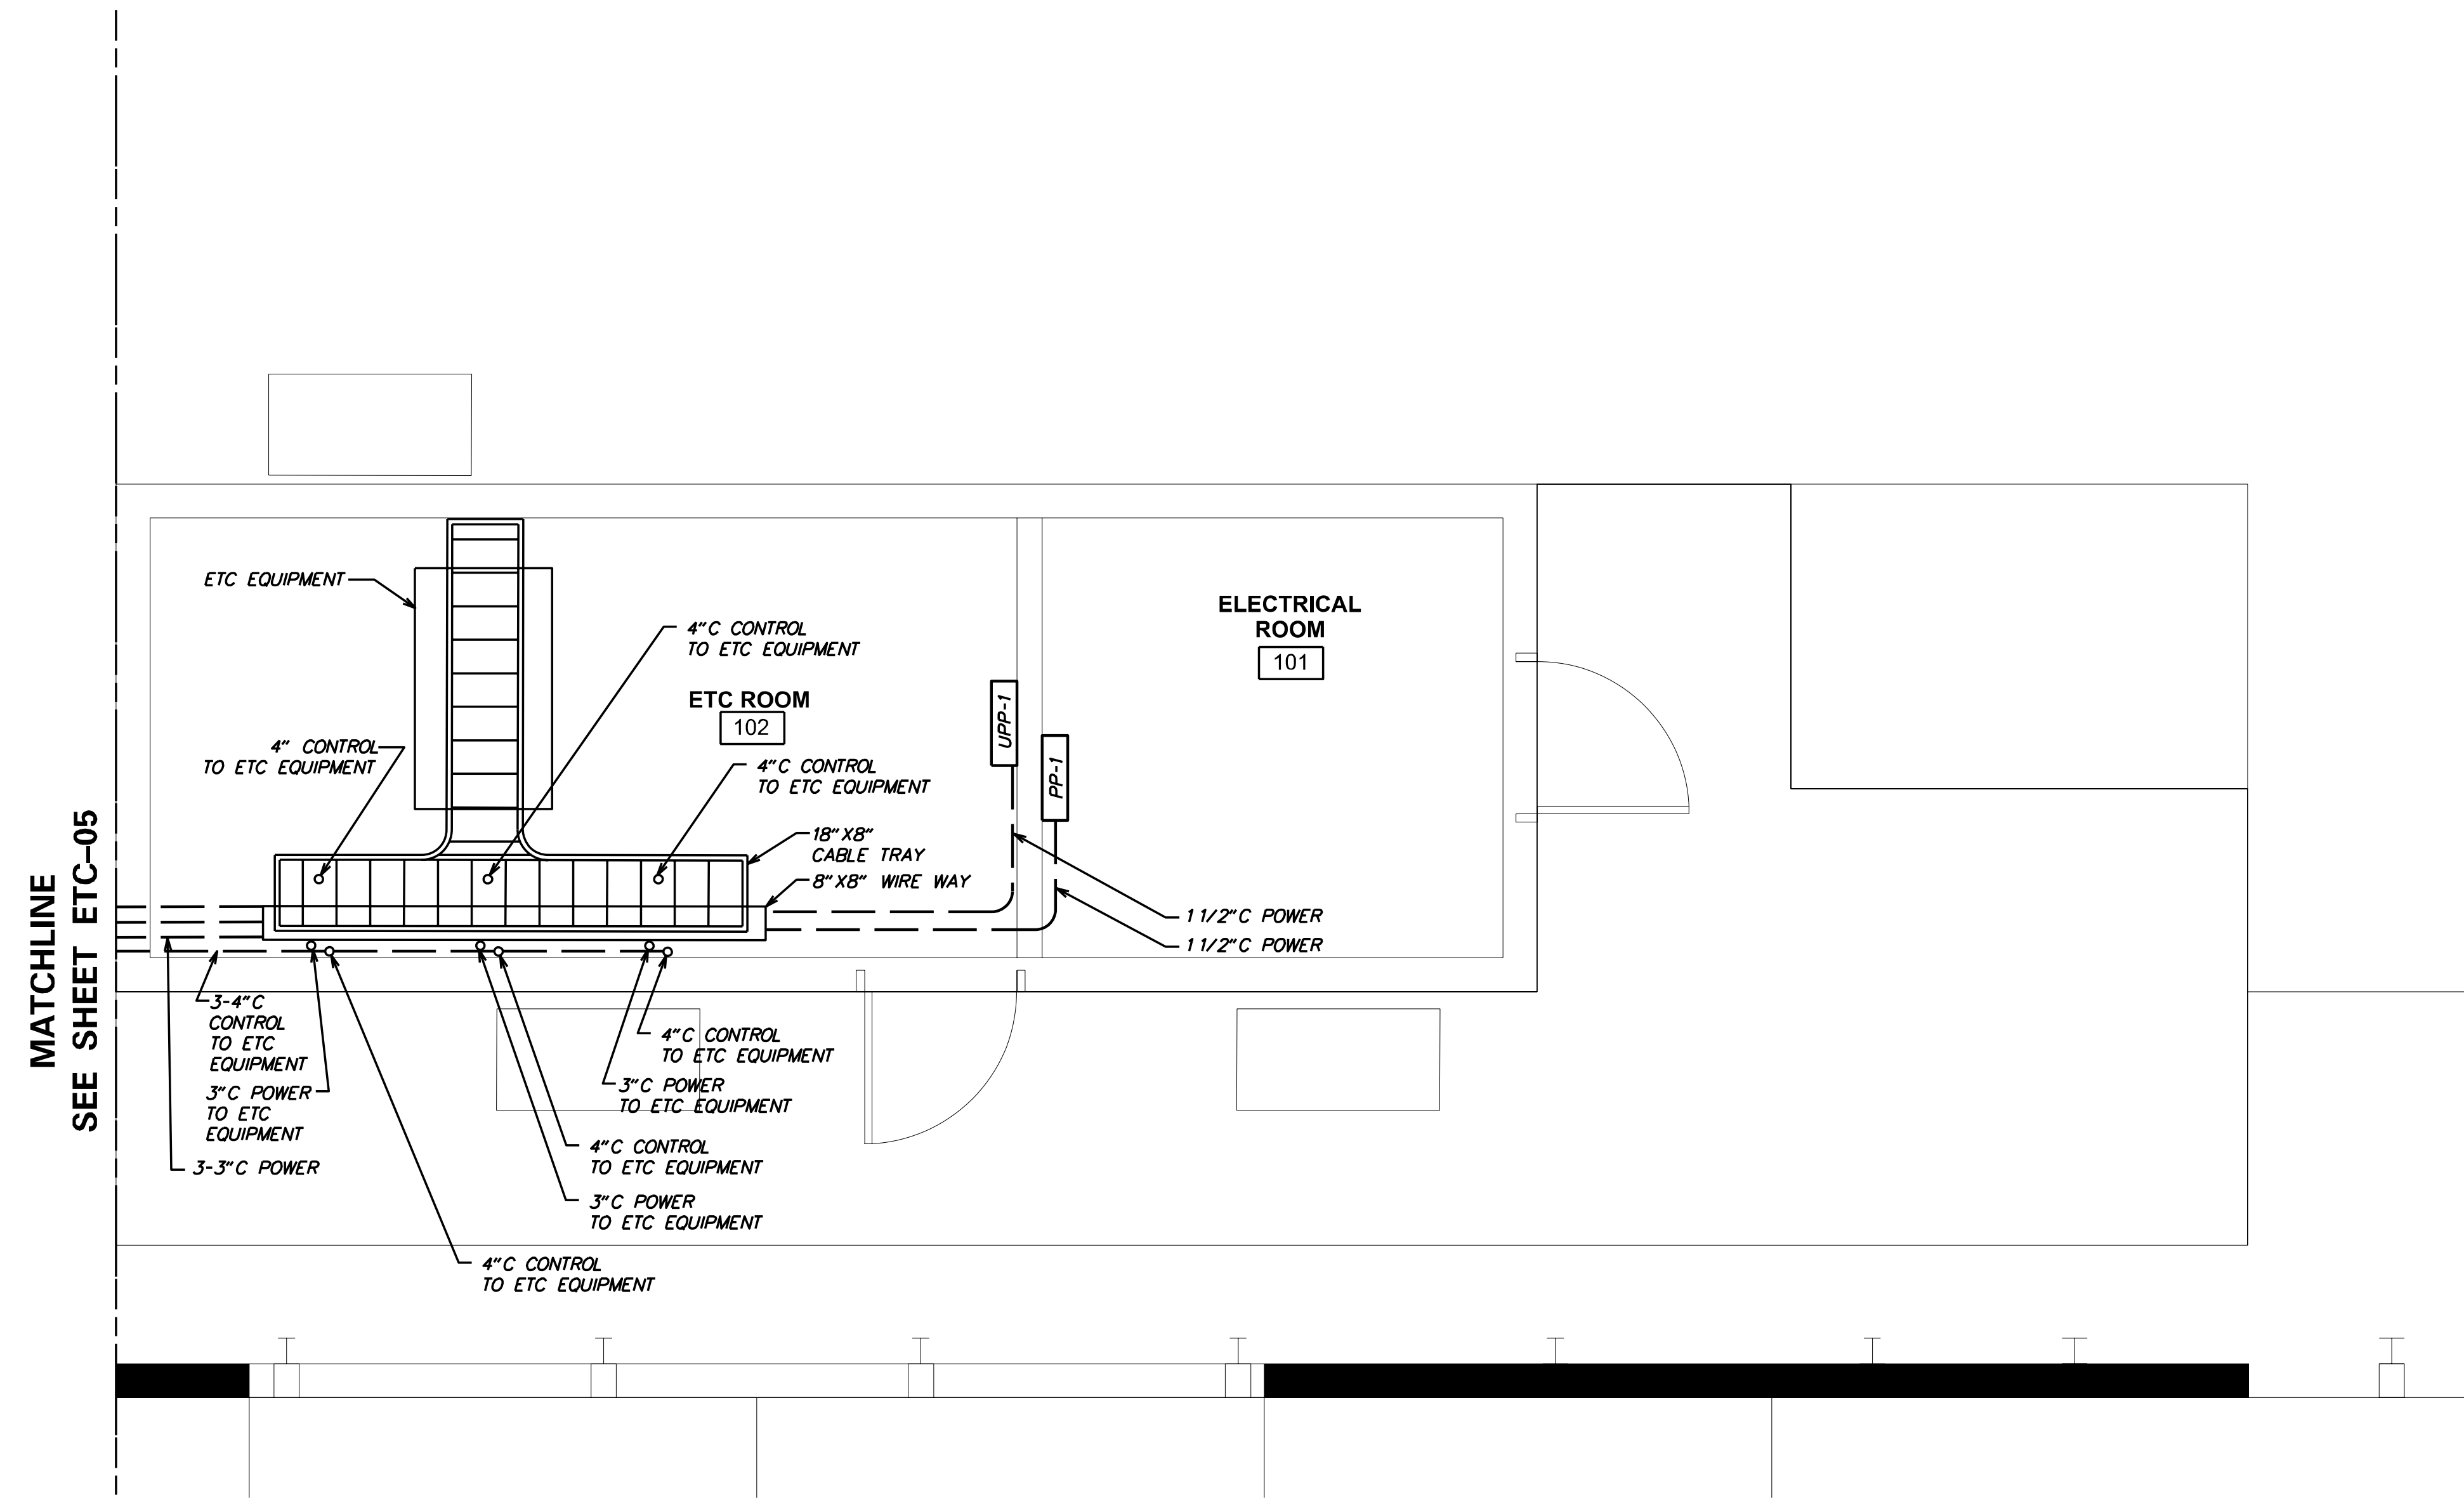 MATCHLINE
SEE SHEET ETC-05
ETC EQUIPMENT
4"C CONTROL
TO ETC EQUIPMENT
ELECTRICAL
ROOM
101
ETC ROOM
102
UPP-1
PP-1
4" CONTROL
TO ETC EQUIPMENT
4"C CONTROL
TO ETC EQUIPMENT
18"X8"
CABLE TRAY
8"X8" WIRE WAY
1 1/2"C POWER
1 1/2"C POWER
3-4"C
CONTROL
TO ETC
EQUIPMENT
3"C POWER
TO ETC
EQUIPMENT
3-3"C POWER
4"C CONTROL
TO ETC EQUIPMENT
3"C POWER
TO ETC EQUIPMENT
4"C CONTROL
TO ETC EQUIPMENT
3"C POWER
TO ETC EQUIPMENT
4"C CONTROL
TO ETC EQUIPMENT